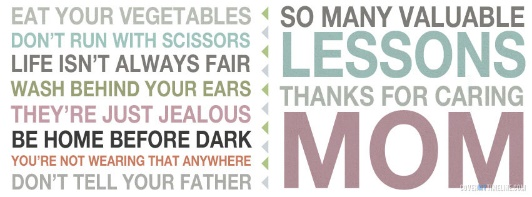 EAT YOUR VEGETABLES
DON'T RUN WITH SCISSORS
LIFE ISN'T ALWAYS FAIR
WASH BEHIND YOUR EARS
THEY'RE JUST JEALOUS
BE HOME BEFORE DARK
YOU'RE NOT WEARING THAT ANYWHERE
DON'T TELL YOUR FATHER
SO MANY VALUABLE
LESSONS
THANKS FOR CARING
MOM